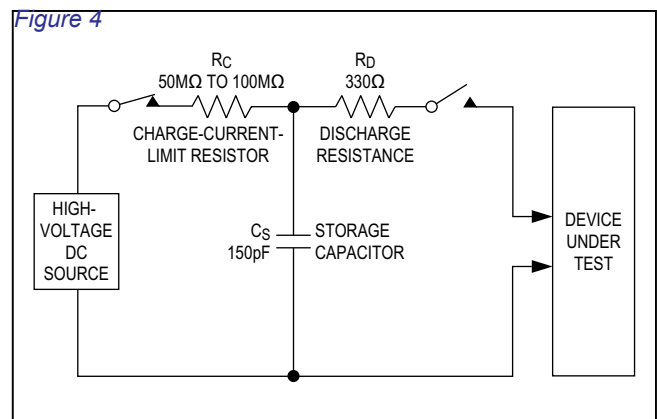 Figure 4
RC
50MΩ TO 100MΩ
CHARGE-CURRENT-
LIMIT RESISTOR
RD
330Ω
DISCHARGE
RESISTANCE
HIGH-
VOLTAGE
DC
SOURCE
CS
150pF
STORAGE
CAPACITOR
DEVICE
UNDER
TEST